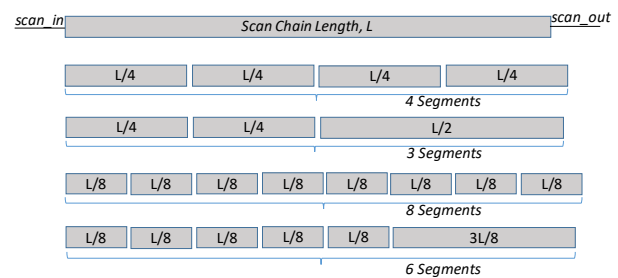 scan_in Scan Chain Length, L scan_out
L/4 L/4 L/4 L/4
4 Segments
L/4 L/4 L/2
3 Segments
L/8 L/8 L/8 L/8 L/8 L/8 L/8 L/8
8 Segments
L/8 L/8 L/8 L/8 L/8 3L/8
6 Segments